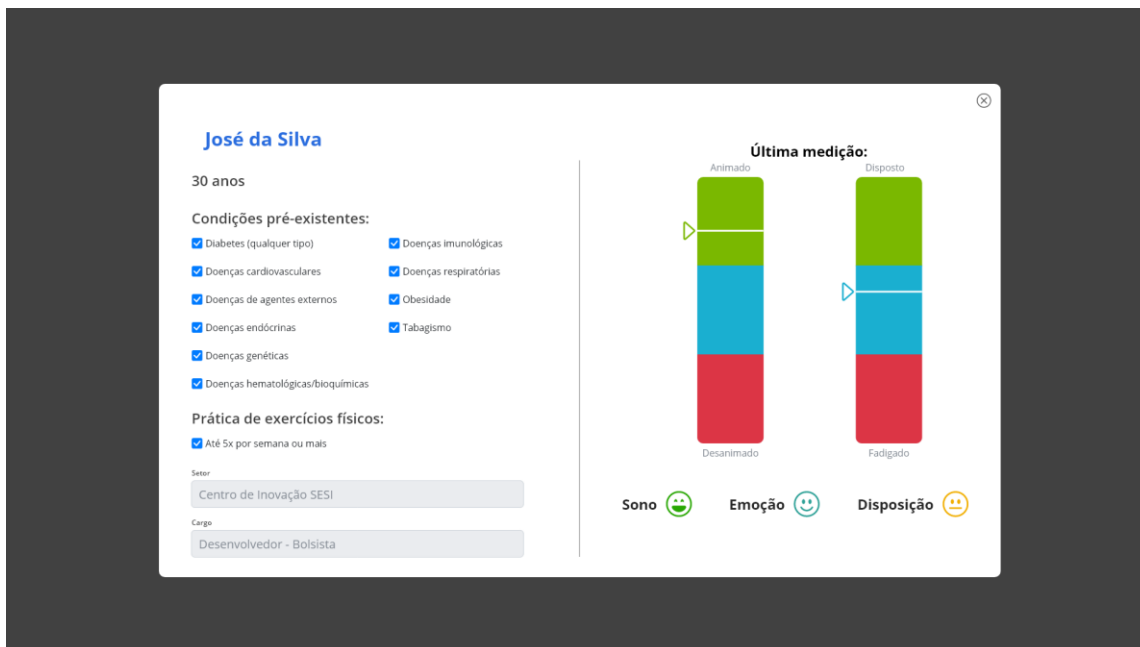 José da Silva
30 anos
Condições pré-existentes:
Diabetes (qualquer tipo)
Doenças imunológicas
Doenças cardiovasculares
Doenças respiratórias
Doenças de agentes externos
Obesidade
Doenças endócrinas
Tabagismo
Doenças genéticas
Doenças hematológicas/bioquímicas
Prática de exercícios físicos:
Até 5x por semana ou mais
Setor
Centro de Inovação SESI
Cargo
Desenvolvedor - Bolsista
Última medição:
Animado
Disposto
Desanimado
Fadigado
Sono
Emoção
Disposição